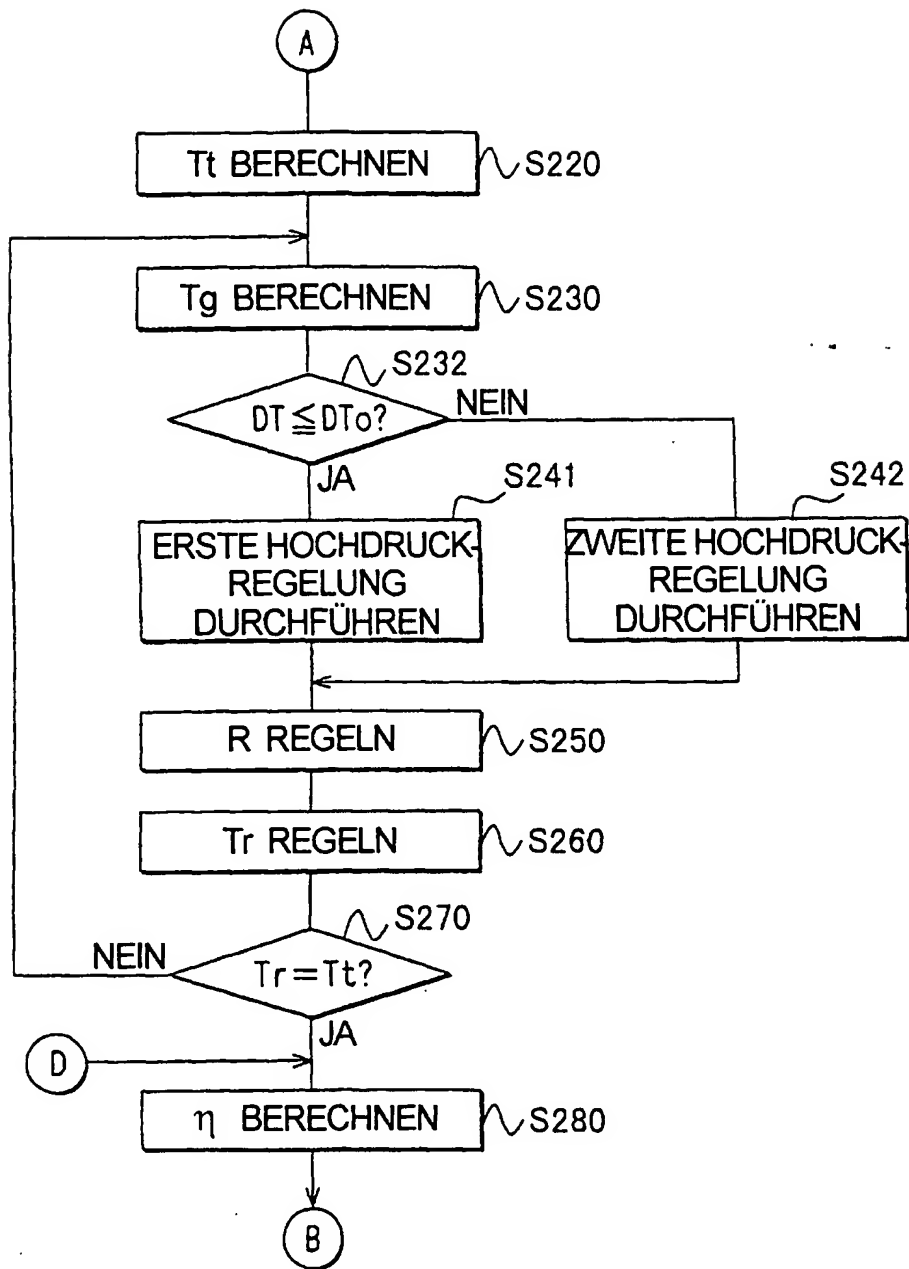 A
Tt BERECHNEN
S220
Tg BERECHNEN
S230
S232
DT ≦ DTo?
NEIN
JA
S241
S242
ERSTE HOCHDRUCK-
REGELUNG
DURCHFÜHREN
ZWEITE HOCHDRUCK-
REGELUNG
DURCHFÜHREN
R REGELN
S250
Tr REGELN
S260
S270
NEIN
Tr=Tt?
JA
D
η BERECHNEN
S280
B